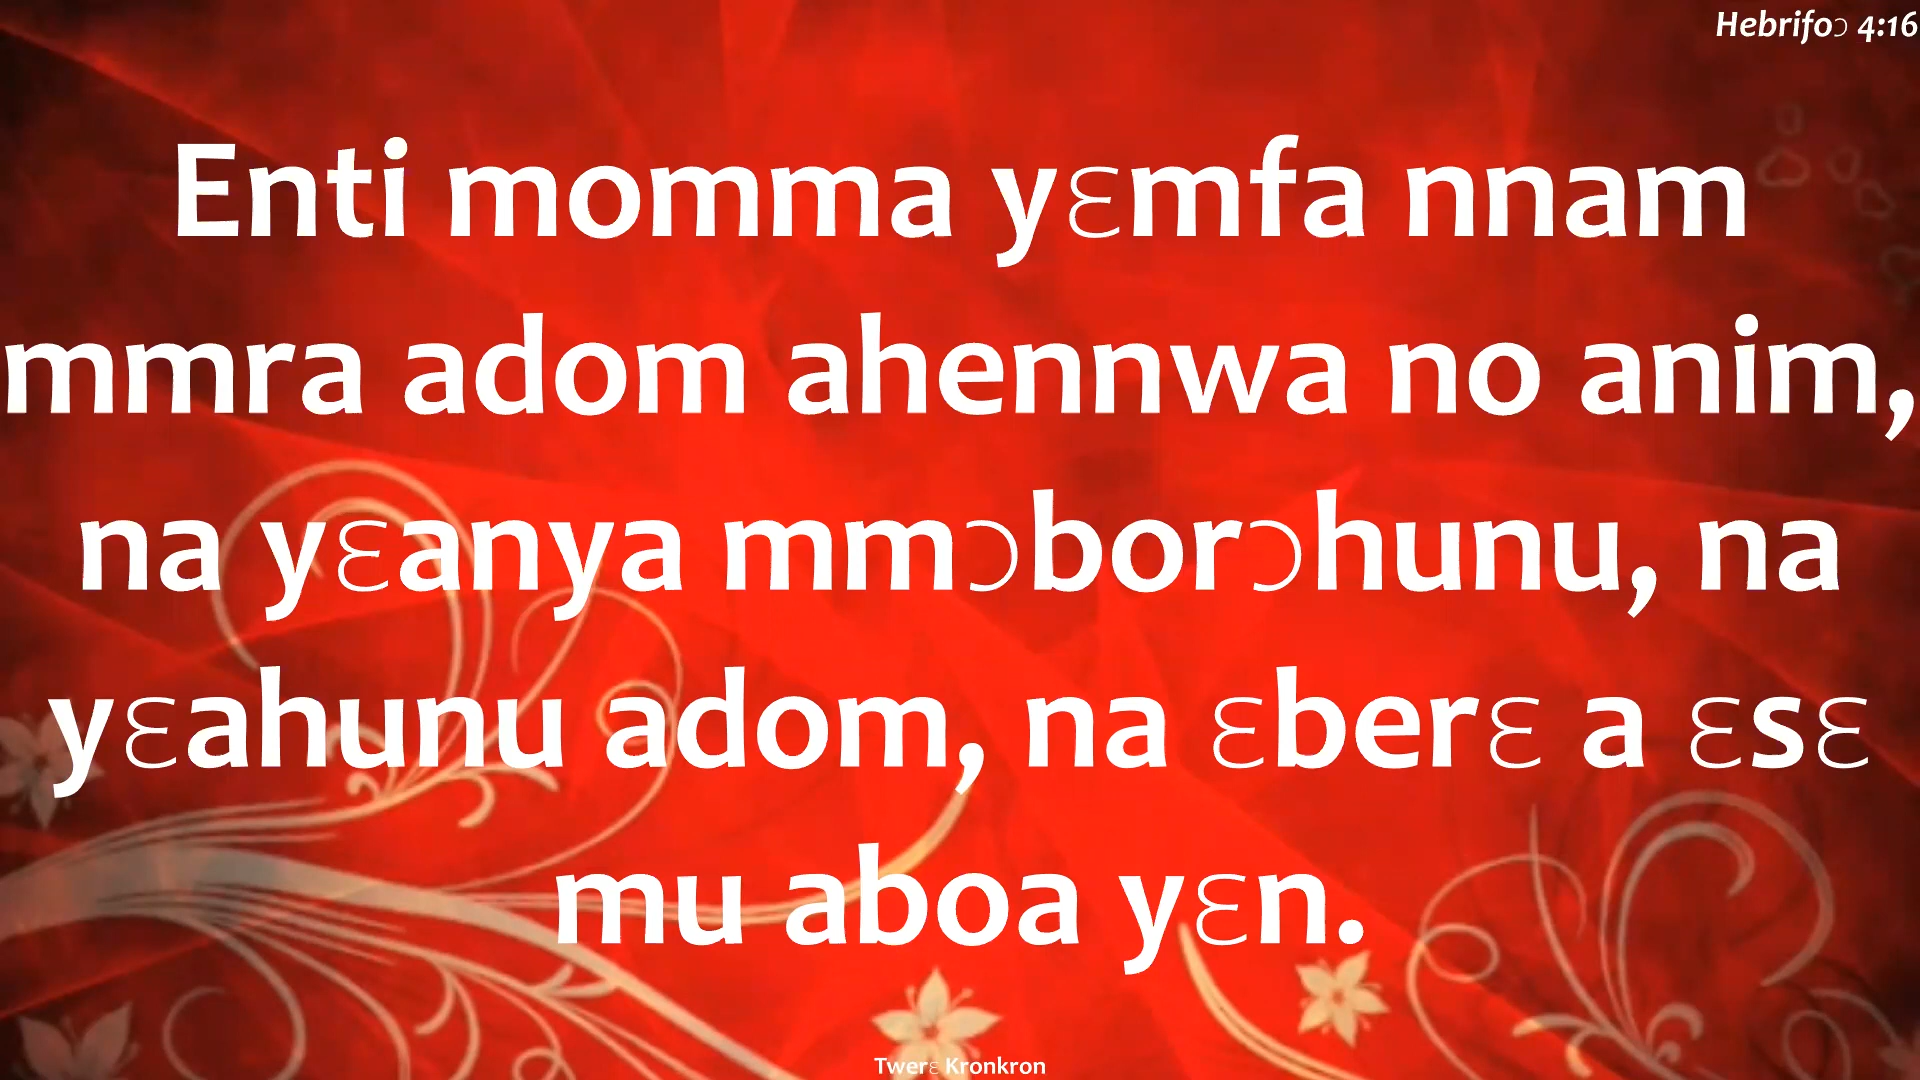 Hebrifoɔ 4:16
Enti momma yɛmfa nnam
mmra adom ahennwa no anim,
na yɛanya mmɔborɔhunu, na
yɛahunu adom, na ɛberɛ a ɛsɛ
mu aboa yɛn.
Twerɛ Kronkron